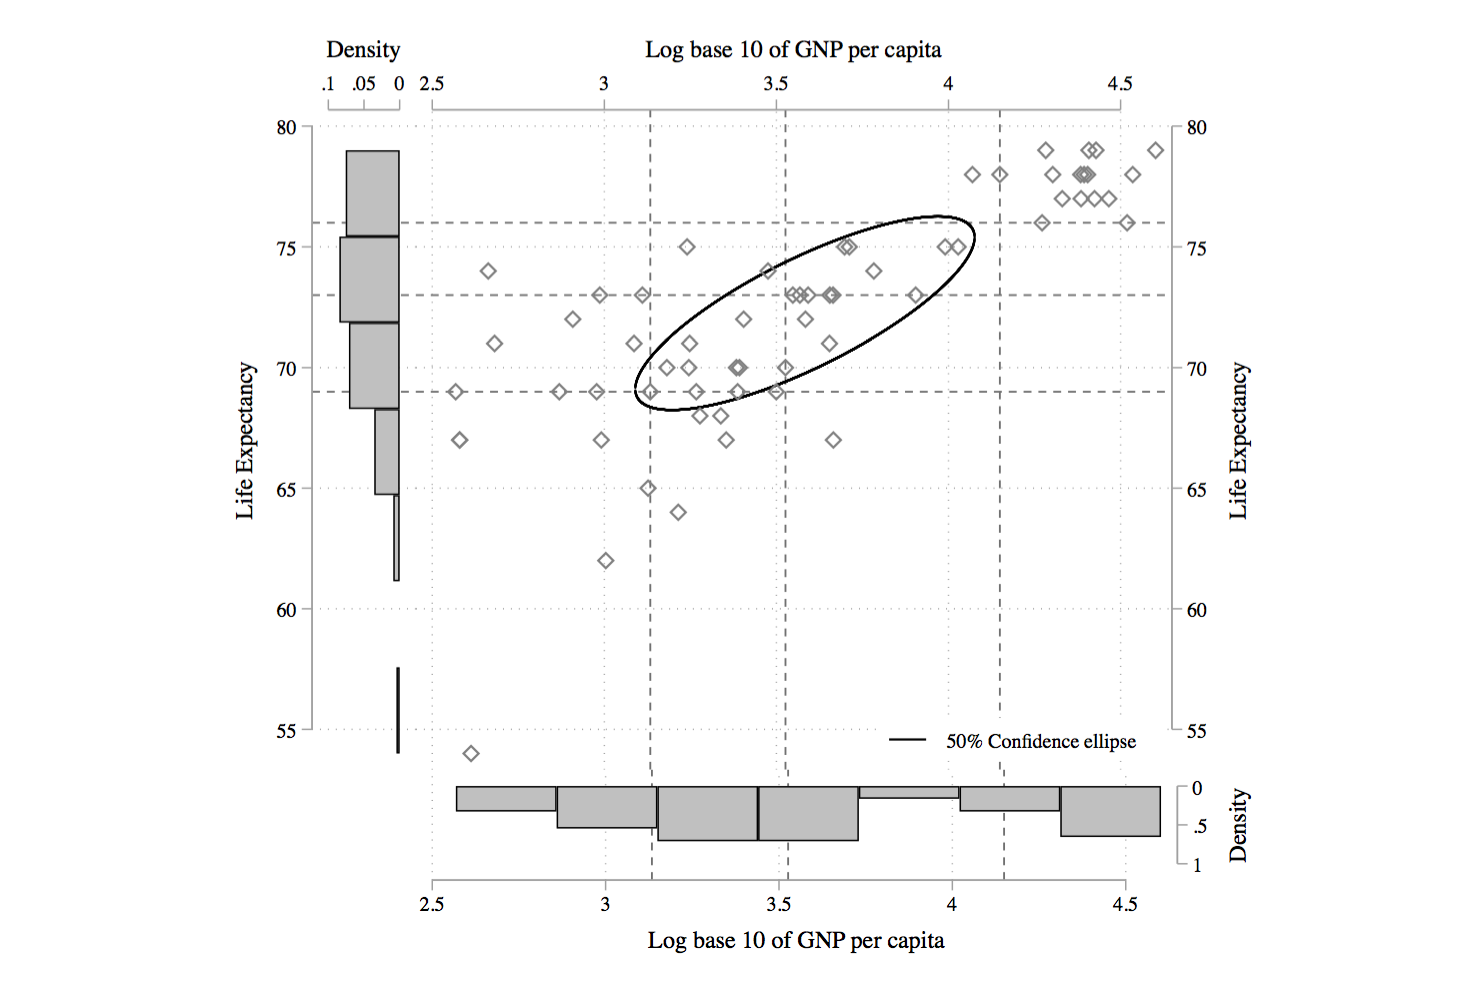 Density
Log base 10 of GNP per capita
.1 .05 0
2.5 3 3.5 4 4.5
80 80
75 75
70 70
65 65
60 60
55 55
Life Expectancy
Life Expectancy
50% Confidence ellipse
0
.5
1
Density
2.5 3 3.5 4 4.5
Log base 10 of GNP per capita